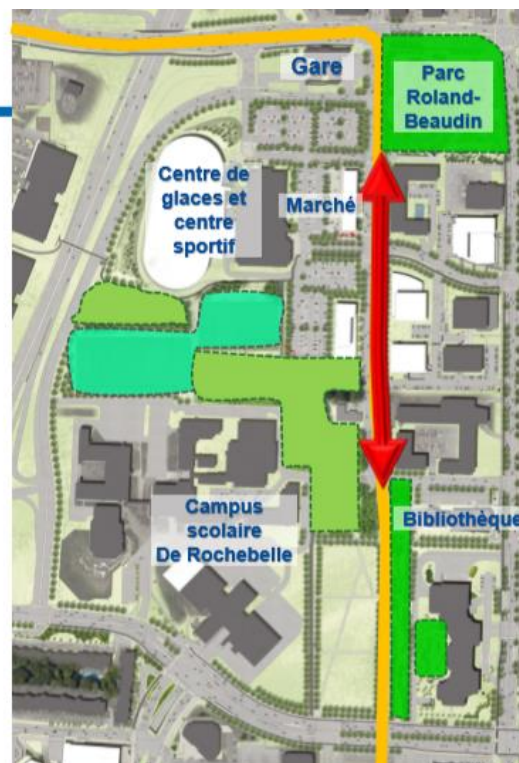 Gare
Parc
Roland-
Beaudin
Centre de
glaces et
centre
sportif
Marché
Campus
scolaire
De Rochebelle
Bibliothèque